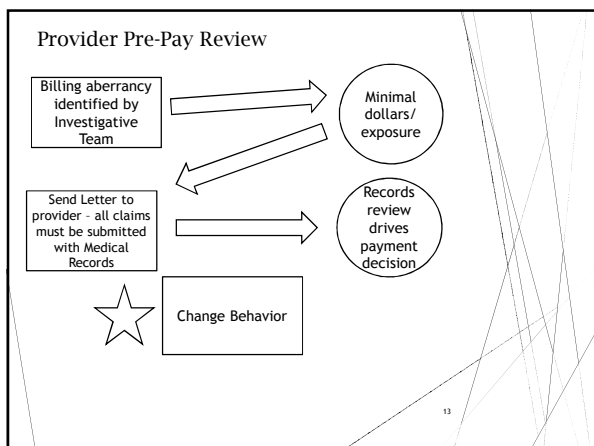 Provider Pre-Pay Review
Billing aberrancy
identified by
Investigative
Team
Minimal
dollars/
exposure
Send Letter to
provider – all claims
must be submitted
with Medical
Records
Records
review
drives
payment
decision
Change Behavior
13